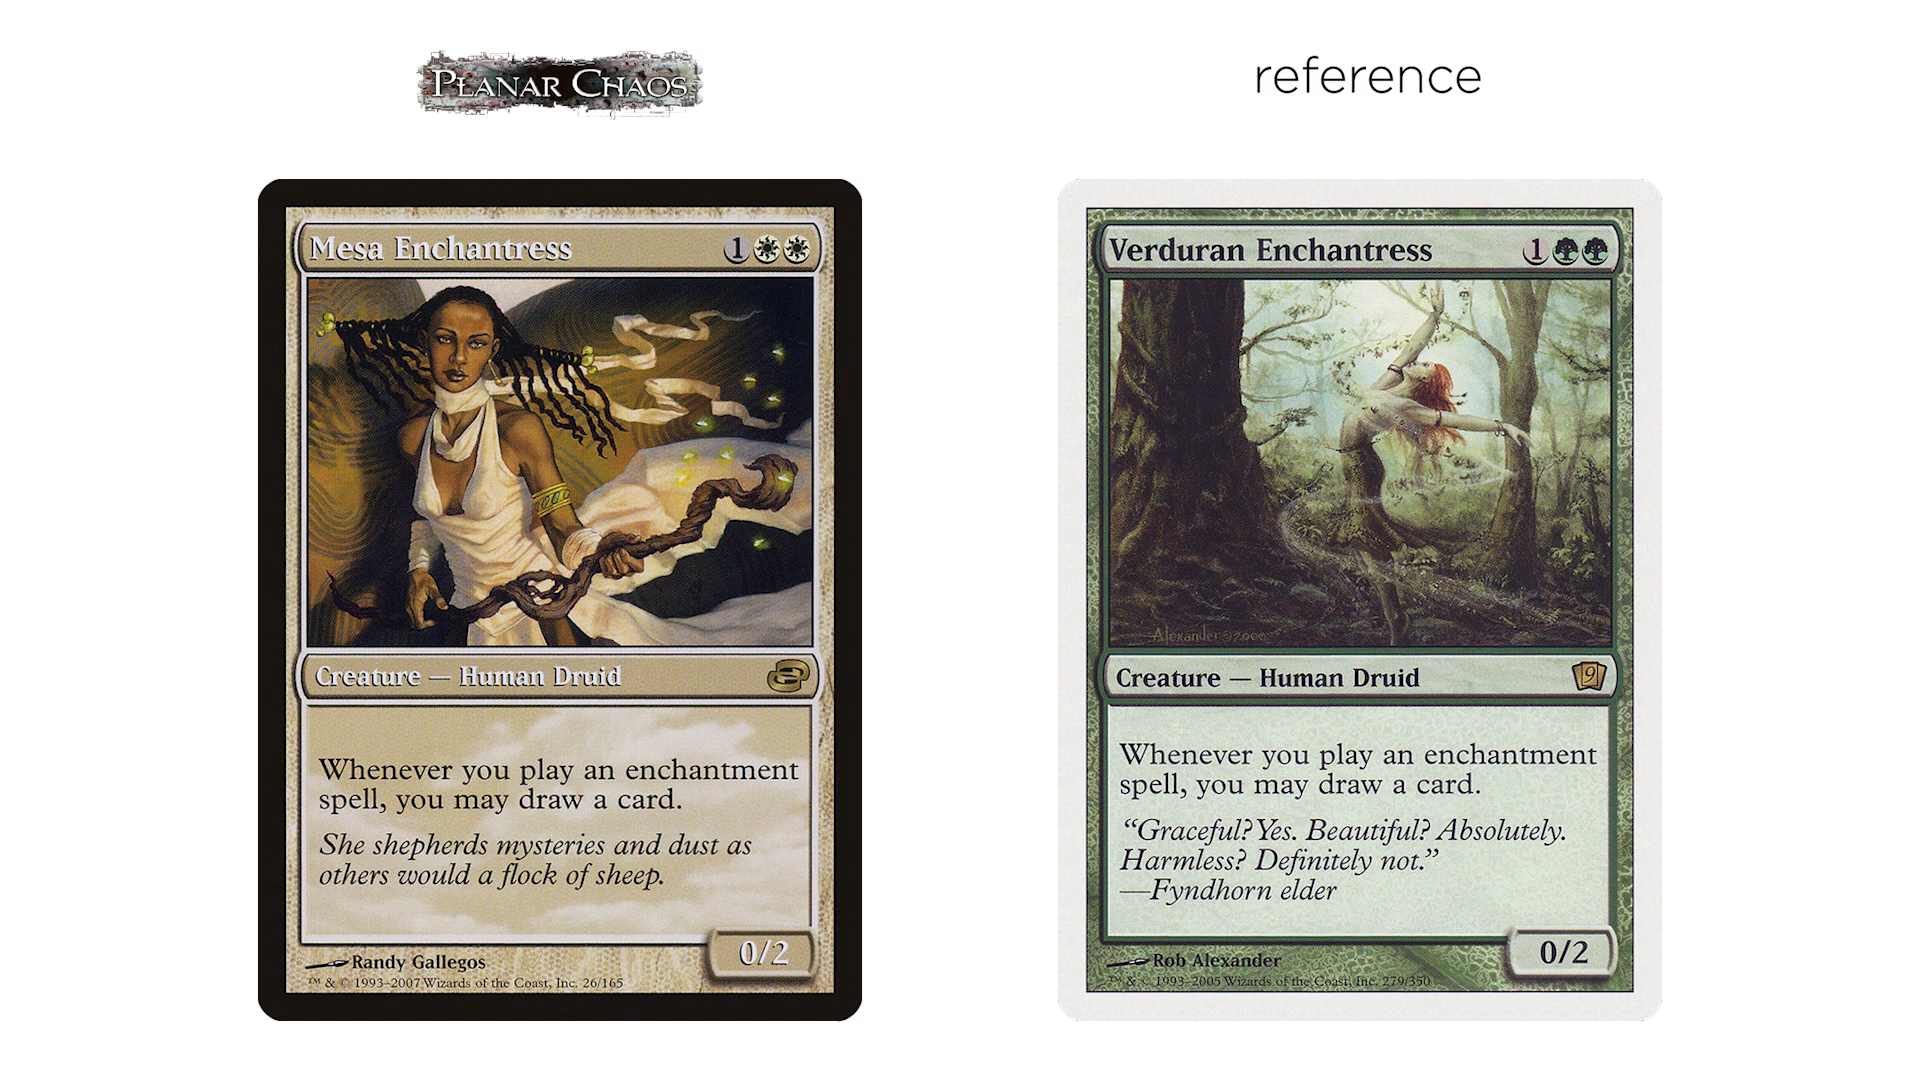 PLANAR CHAOS
reference
Mesa Enchantress 1
Creature — Human Druid
Whenever you play an enchantment
spell, you may draw a card.
She shepherds mysteries and dust as
others would a flock of sheep.
0/2
Randy Gallegos
™ & © 1993–2007 Wizards of the Coast, Inc. 26/165
Verduran Enchantress 1
Alexander ©2000
Creature — Human Druid
9
Whenever you play an enchantment
spell, you may draw a card.
“Graceful? Yes. Beautiful? Absolutely.
Harmless? Definitely not.”
—Fyndhorn elder
0/2
Rob Alexander
™ & © 1993–2005 Wizards of the Coast, Inc. 279/350